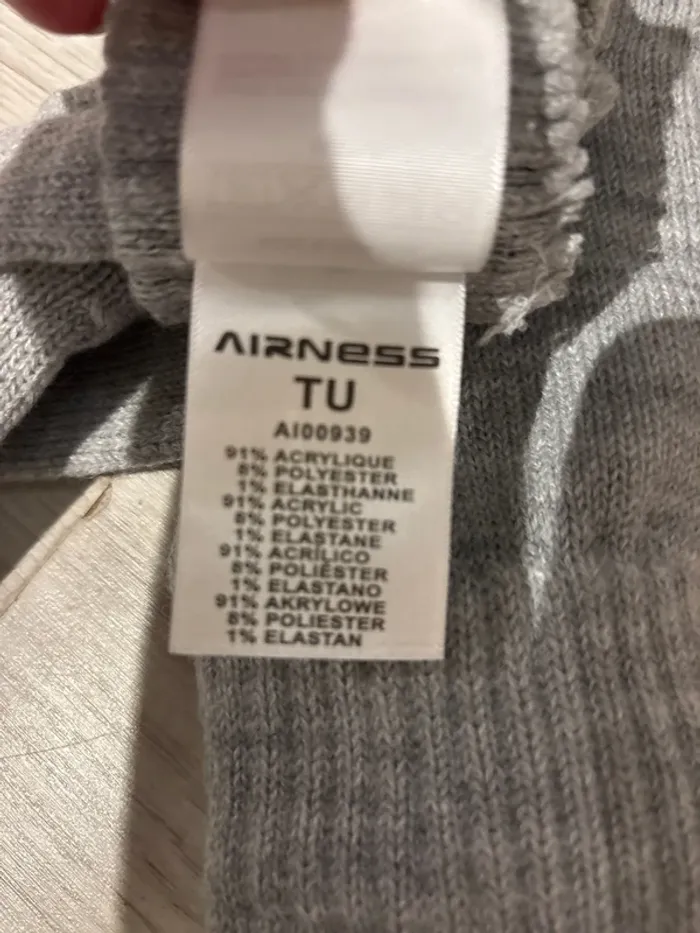 AIRNESS
TU
AI00939
91% ACRYLIQUE
8% POLYESTER
1% ELASTHANNE
91% ACRYLIC
8% POLYESTER
1% ELASTANE
91% ACRÍLICO
8% POLIÉSTER
1% ELASTANO
91% AKRYLOWE
8% POLIESTER
1% ELASTAN